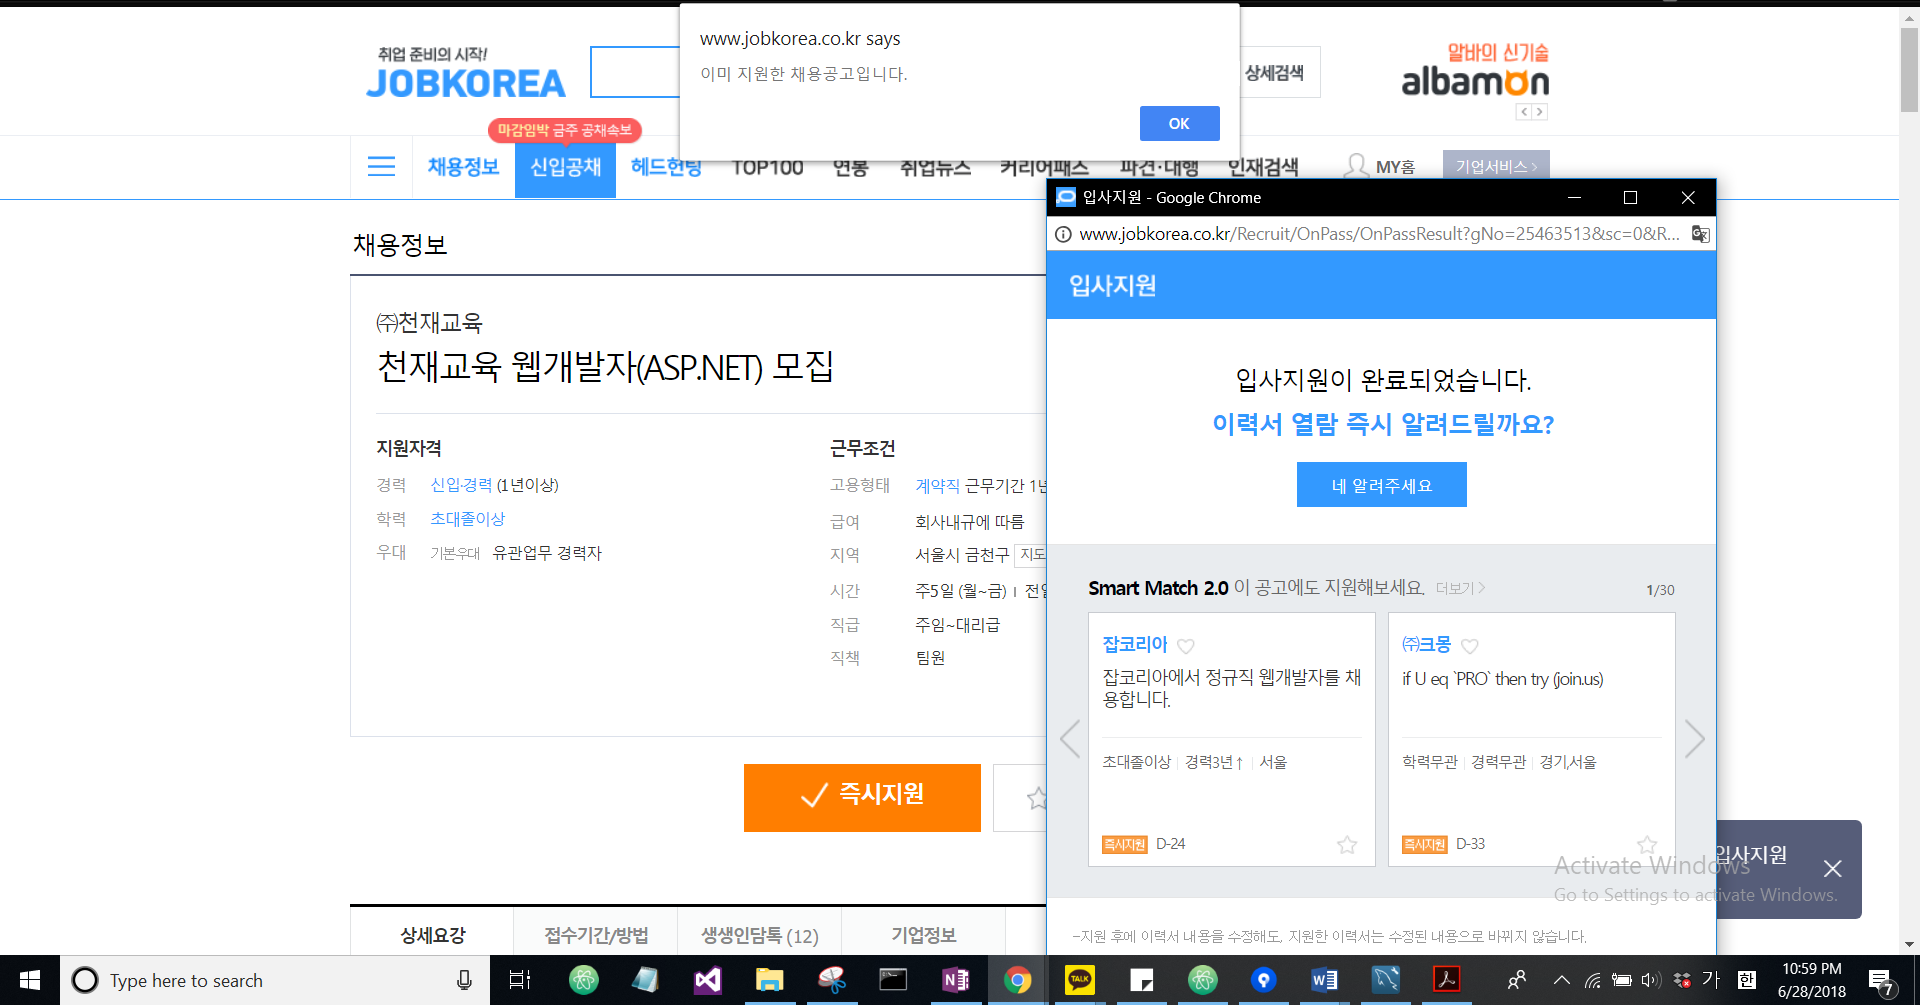 www.jobkorea.co.kr says
이미 지원한 채용공고입니다.
OK
취업 준비의 시작!
JOBKOREA
상세검색
알바의 신기술
albamon
마감임박 금주 공채속보
채용정보
신입공채
헤드헌팅
TOP100
연봉
취업뉴스
커리어패스
파견·대행
인재검색
MY홈
기업서비스 >
채용정보
㈜천재교육
천재교육 웹개발자(ASP.NET) 모집
지원자격
경력 신입·경력 (1년이상)
학력 초대졸이상
우대 기본우대 유관업무 경력자
근무조건
고용형태 계약직 근무기간 1년
급여 회사내규에 따름
지역 서울시 금천구 지도
시간 주5일 (월~금) ı 전일
직급 주임~대리급
직책 팀원
즉시지원
상세요강
접수기간/방법
생생인담톡 (12)
기업정보
입사지원 - Google Chrome
www.jobkorea.co.kr/Recruit/OnPass/OnPassResult?gNo=25463513&sc=0&R...
입사지원
입사지원이 완료되었습니다.
이력서 열람 즉시 알려드릴까요?
네 알려주세요
Smart Match 2.0 이 공고에도 지원해보세요. 더보기 >
1/30
잡코리아
잡코리아에서 정규직 웹개발자를 채
용합니다.
초대졸이상 | 경력3년↑ | 서울
즉시지원 D-24
㈜크몽
if U eq `PRO` then try (join.us)
학력무관 | 경력무관 | 경기,서울
즉시지원 D-33
-지원 후에 이력서 내용을 수정해도, 지원한 이력서는 수정된 내용으로 바뀌지 않습니다.
입사지원
Activate Windows
Go to Settings to activate Windows.
Type here to search
TALK
가
한
10:59 PM
6/28/2018
7